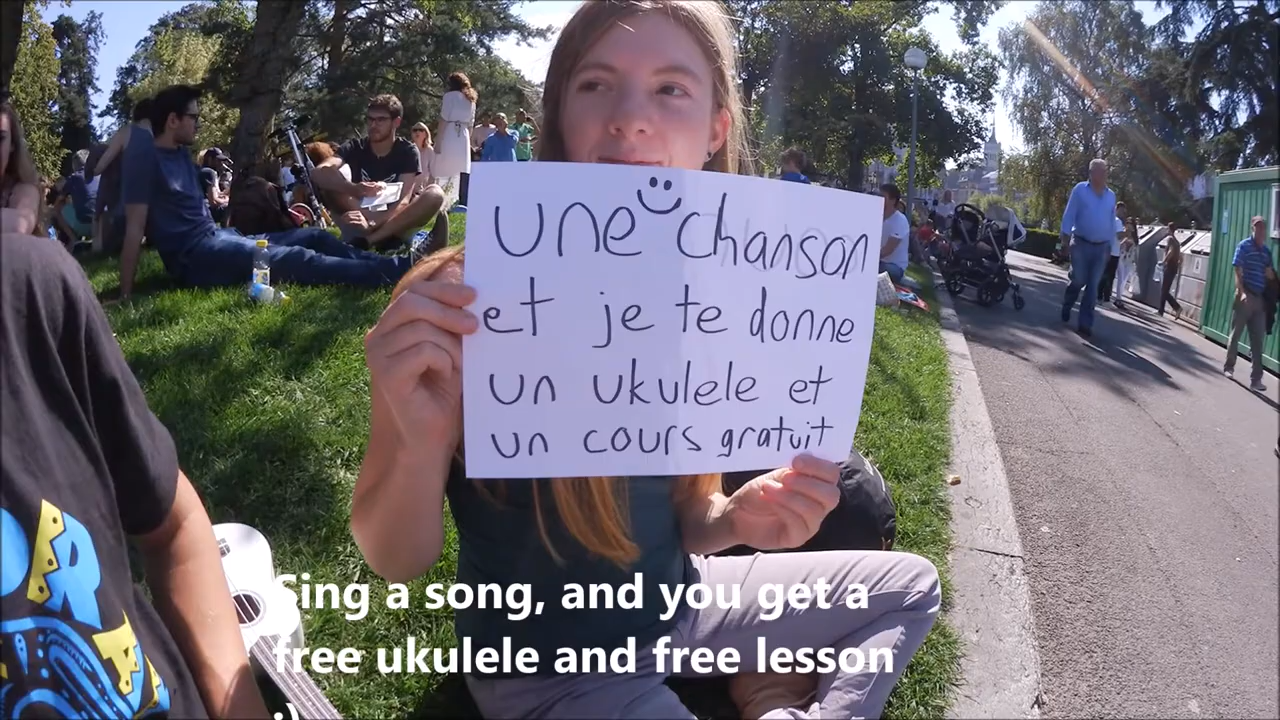 une chanson
et je te donne
un ukulele et
un cours gratuit
Sing a song, and you get a
free ukulele and free lesson